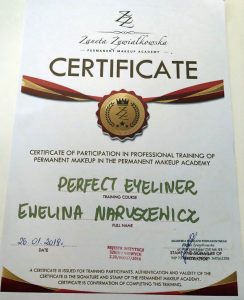 Żaneta Żywiałkowska
PERMANENT MAKEUP ACADEMY
CERTIFICATE
CERTIFICATE OF PARTICIPATION IN PROFESSIONAL TRAINING OF
PERMANENT MAKEUP IN THE PERMANENT MAKEUP ACADEMY
PERFECT EYELINER
TRAINING COURSE
EWELINA NARUSZEWICZ
FULL NAME
26.01.2018r.
DATE
STAMP AND SIGNATURE OF
A CERTIFICATE IS ISSUED FOR TRAINING PARTICIPANTS. AUTHENTICATION AND VALIDITY OF THE
CERTIFICATE IS THE SIGNATURE AND STAMP OF THE PERMANENT MAKEUP ACADEMY.
CERTIFICATE IS CONFIRMATION OF COMPLETING THIS TRAINING.